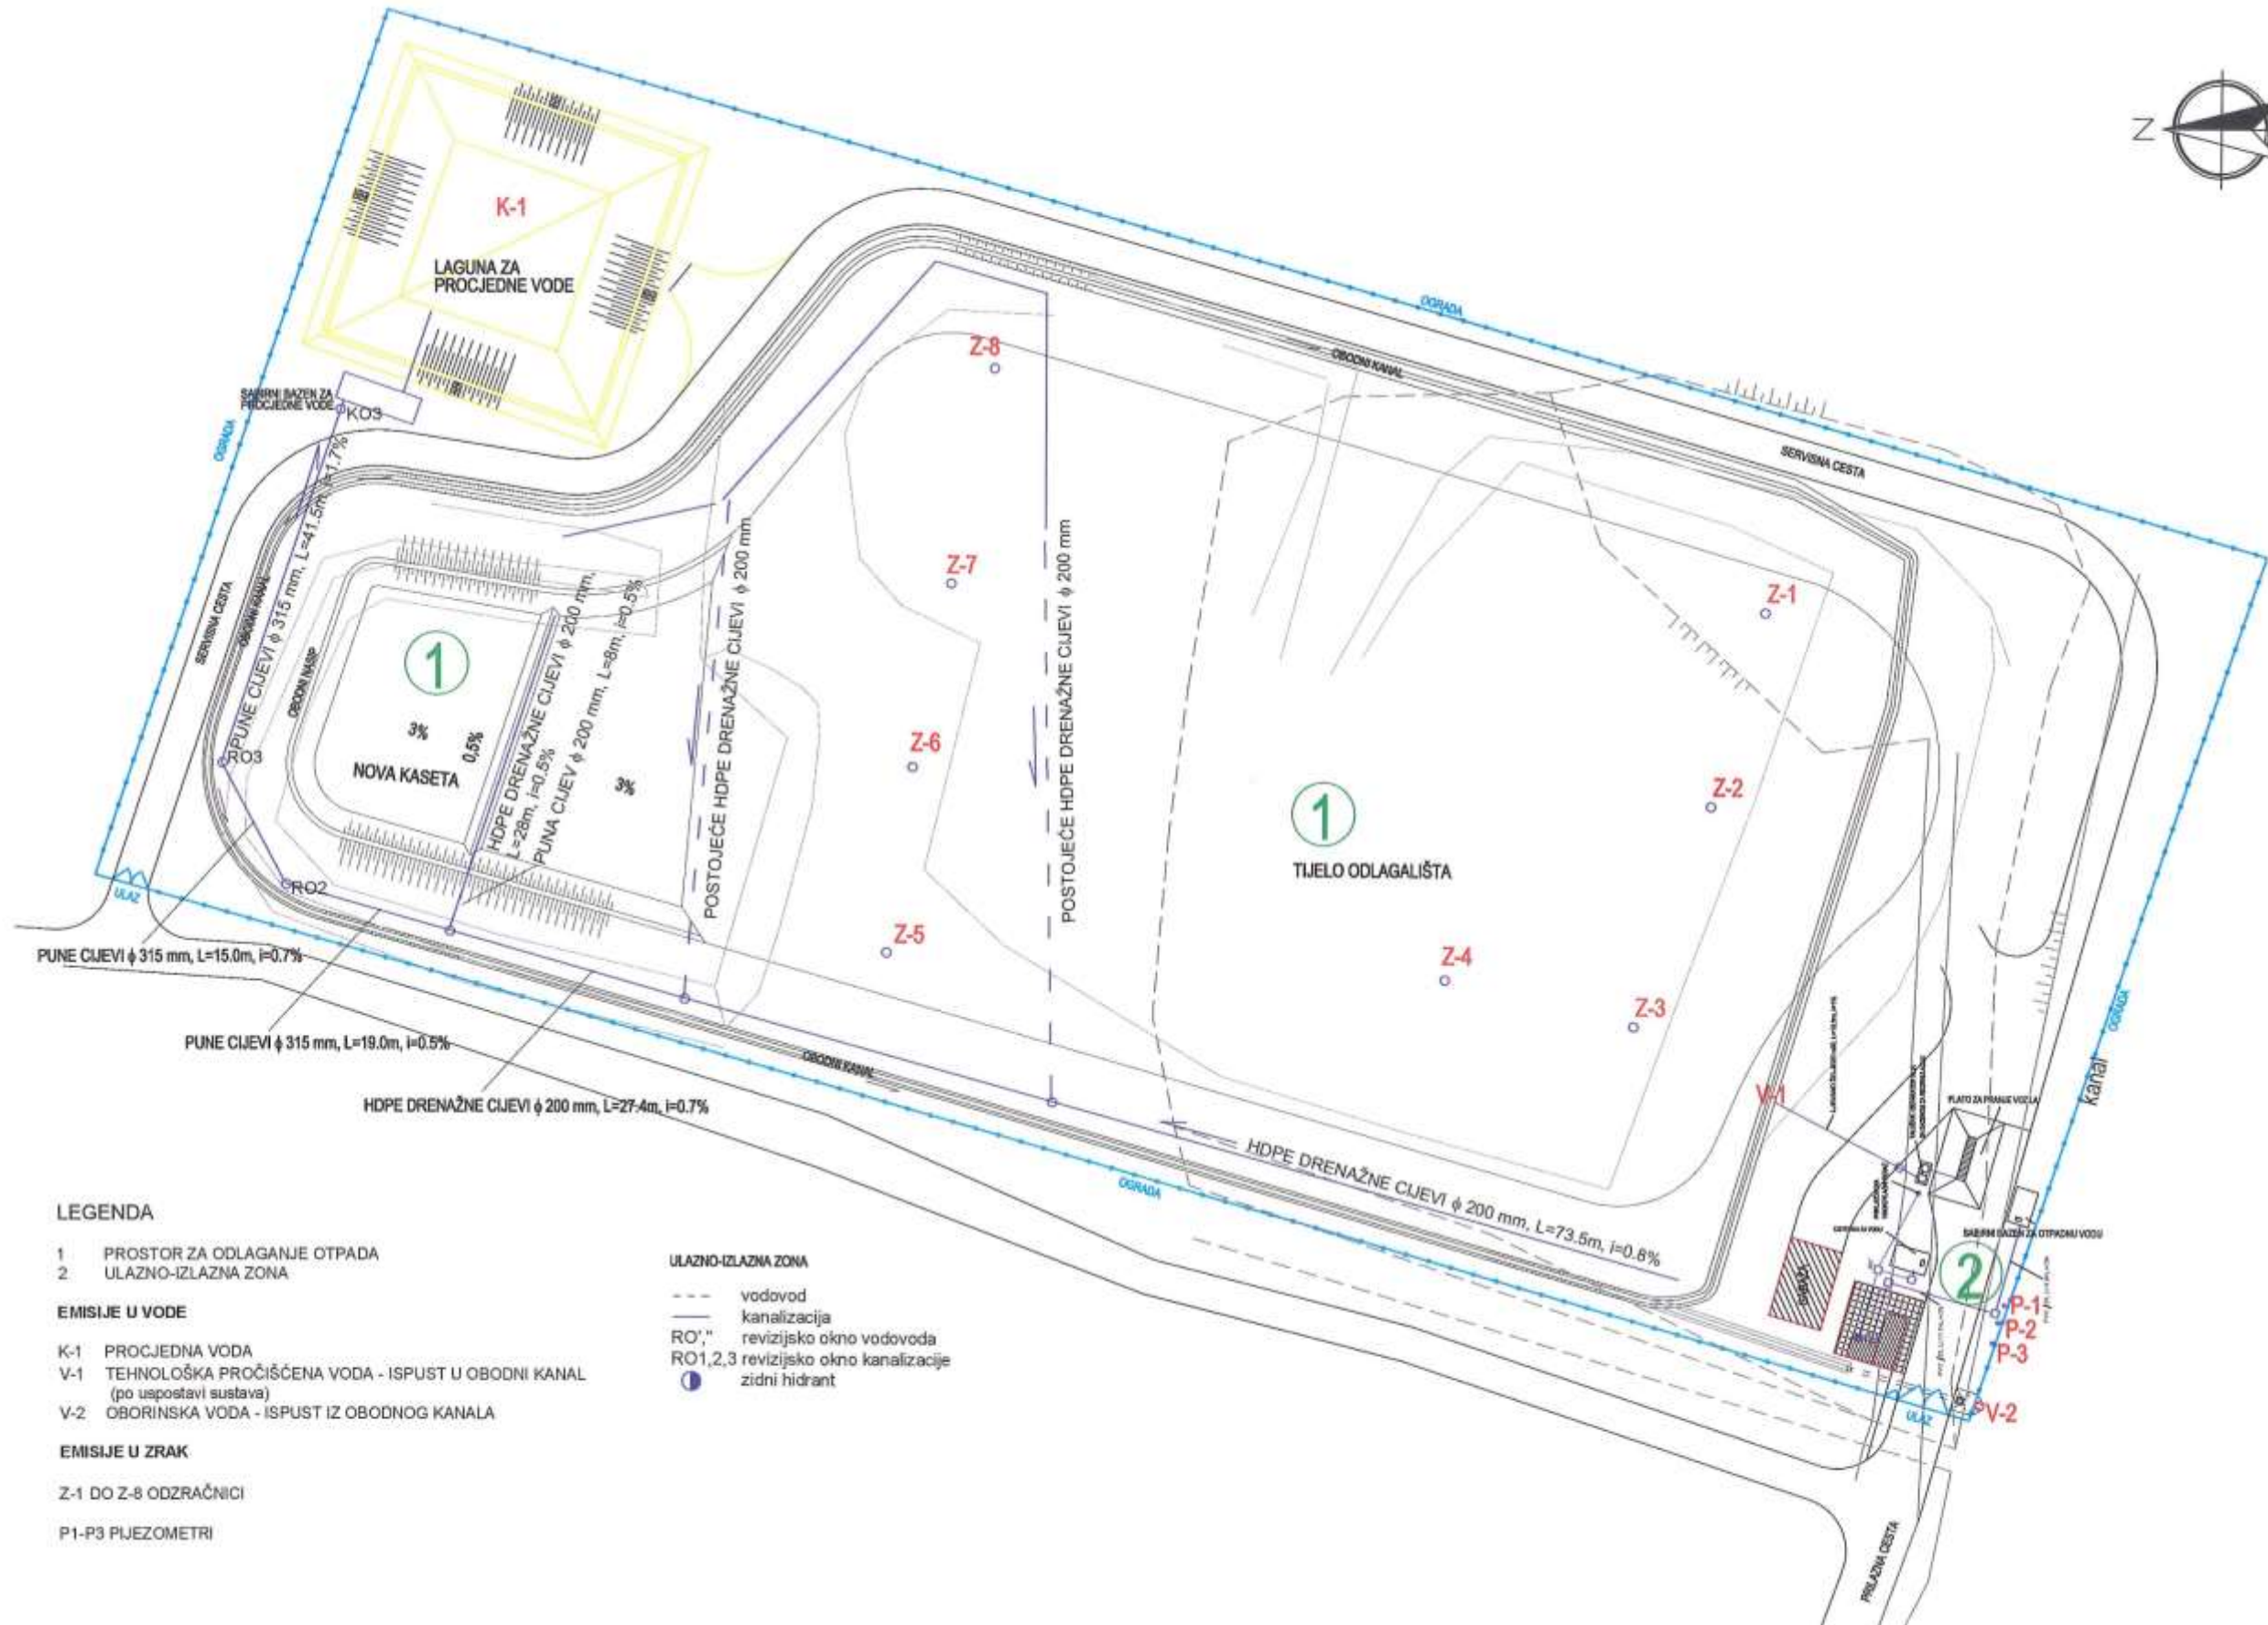 Z
K-1
LAGUNA ZA
PROCJEDNE VODE
SABIRNI BAZEN ZA
PROCJEDNE VODE
KO3
OGRADA
OGRADA
OBODNI KANAL
SERVISNA CESTA
Z-8
Z-7
Z-6
Z-5
Z-1
Z-2
Z-3
Z-4
SERVISNA CESTA
OBODNI KANAL
PUNE CIJEVI ϕ 315 mm, L=41.5m, i=1.7%
OBODNI NASIP
1
3%
0,5%
NOVA KASETA
3%
HDPE DRENAŽNE CIJEVI ϕ 200 mm,
L=28m, i=0.5%
PUNA CIJEV ϕ 200 mm, L=8m, i=0.5%
POSTOJEĆE HDPE DRENAŽNE CIJEVI ϕ 200 mm
POSTOJEĆE HDPE DRENAŽNE CIJEVI ϕ 200 mm
1
TIJELO ODLAGALIŠTA
RO3
RO2
ULAZ
PUNE CIJEVI ϕ 315 mm, L=15.0m, i=0.7%
PUNE CIJEVI ϕ 315 mm, L=19.0m, i=0.5%
HDPE DRENAŽNE CIJEVI ϕ 200 mm, L=27.4m, i=0.7%
OBODNI KANAL
OGRADA
HDPE DRENAŽNE CIJEVI ϕ 200 mm, L=73.5m, i=0.8%
V-1
PLATO ZA PRANJE VOZILA
OGRADA
kanal
SABIRNI BAZEN ZA OTPADNU VODU
GARAŽA
2
P-1
P-2
P-3
V-2
ULAZ
PRILAZNA CESTA
LEGENDA
1 PROSTOR ZA ODLAGANJE OTPADA
2 ULAZNO-IZLAZNA ZONA
EMISIJE U VODE
K-1 PROCJEDNA VODA
V-1 TEHNOLOŠKA PROČIŠĆENA VODA - ISPUST U OBODNI KANAL
(po uspostavi sustava)
V-2 OBORINSKA VODA - ISPUST IZ OBODNOG KANALA
EMISIJE U ZRAK
Z-1 DO Z-8 ODZRAČNICI
P1-P3 PIJEZOMETRI
ULAZNO-IZLAZNA ZONA
vodovod
kanalizacija
RO'," revizijsko okno vodovoda
RO1,2,3 revizijsko okno kanalizacije
zidni hidrant